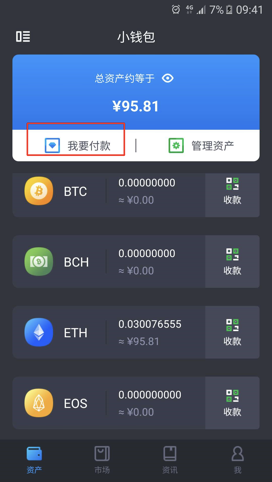 4G 7% 09:41
小钱包
总资产约等于
¥95.81
我要付款
管理资产
BTC
0.00000000
≈ ¥0.00
收款
BCH
0.00000000
≈ ¥0.00
收款
ETH
0.030076555
≈ ¥95.81
收款
EOS
0.000000000
≈ ¥0.00
收款
资产 市场 资讯 我